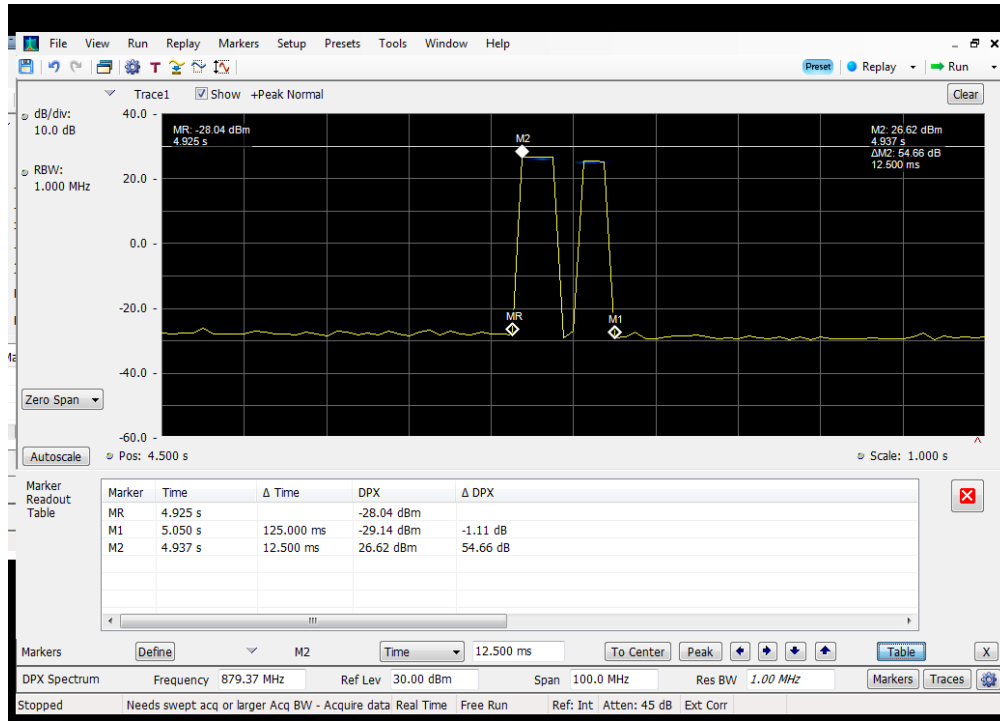 File View Run Replay Markers Setup Presets Tools Window Help
T Preset Replay Run
Trace1 Show +Peak Normal Clear
dB/div:
10.0 dB
RBW:
1.000 MHz
40.0
20.0
0.0
-20.0
-40.0
-60.0
MR: -28.04 dBm
4.925 s
M2
M2: 26.62 dBm
4.937 s
ΔM2: 54.66 dB
12.500 ms
MR
M1
Zero Span
Autoscale Pos: 4.500 s Scale: 1.000 s
Marker
Readout
Table
Marker Time Δ Time DPX Δ DPX
MR 4.925 s -28.04 dBm
M1 5.050 s 125.000 ms -29.14 dBm -1.11 dB
M2 4.937 s 12.500 ms 26.62 dBm 54.66 dB
Markers Define M2 Time 12.500 ms To Center Peak Table X
DPX Spectrum Frequency 879.37 MHz Ref Lev 30.00 dBm Span 100.0 MHz Res BW 1.00 MHz Markers Traces
Stopped Needs swept acq or larger Acq BW - Acquire data Real Time Free Run Ref: Int Atten: 45 dB Ext Corr